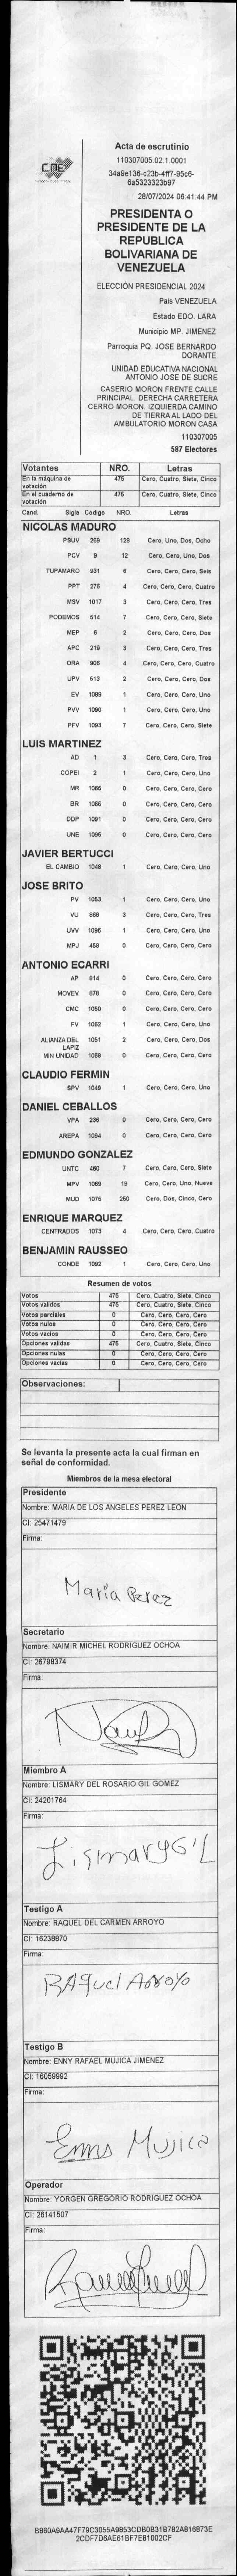 CNE
Acta de escrutinio
110307005.02.1.0001
34a9e136-c23b-4ff7-95c6-
6a5323323b97
28/07/2024 06:41:44 PM
PRESIDENTA O
PRESIDENTE DE LA
REPUBLICA
BOLIVARIANA DE
VENEZUELA
ELECCIÓN PRESIDENCIAL 2024
País VENEZUELA
Estado EDO. LARA
Municipio MP. JIMENEZ
Parroquia PQ. JOSE BERNARDO
DORANTE
UNIDAD EDUCATIVA NACIONAL
ANTONIO JOSE DE SUCRE
CASERIO MORON FRENTE CALLE
PRINCIPAL. DERECHA CARRETERA
CERRO MORON. IZQUIERDA CAMINO
DE TIERRA AL LADO DEL
AMBULATORIO MORON CASA
110307005
587 Electores
Votantes NRO. Letras
En la máquina de votación 475 Cero, Cuatro, Siete, Cinco
En el cuaderno de votación 475 Cero, Cuatro, Siete, Cinco
Cand. Sigla Código NRO. Letras
NICOLAS MADURO
PSUV 269 128 Cero, Uno, Dos, Ocho
PCV 9 12 Cero, Cero, Uno, Dos
TUPAMARO 931 6 Cero, Cero, Cero, Seis
PPT 276 4 Cero, Cero, Cero, Cuatro
MSV 1017 3 Cero, Cero, Cero, Tres
PODEMOS 514 7 Cero, Cero, Cero, Siete
MEP 6 2 Cero, Cero, Cero, Dos
APC 219 3 Cero, Cero, Cero, Tres
ORA 906 4 Cero, Cero, Cero, Cuatro
UPV 613 2 Cero, Cero, Cero, Dos
EV 1089 1 Cero, Cero, Cero, Uno
PVV 1090 1 Cero, Cero, Cero, Uno
PFV 1093 7 Cero, Cero, Cero, Siete
LUIS MARTINEZ
AD 1 3 Cero, Cero, Cero, Tres
COPEI 2 1 Cero, Cero, Cero, Uno
MR 1065 0 Cero, Cero, Cero, Cero
BR 1066 0 Cero, Cero, Cero, Cero
DDP 1091 0 Cero, Cero, Cero, Cero
UNE 1095 0 Cero, Cero, Cero, Cero
JAVIER BERTUCCI
EL CAMBIO 1048 1 Cero, Cero, Cero, Uno
JOSE BRITO
PV 1053 1 Cero, Cero, Cero, Uno
VU 868 3 Cero, Cero, Cero, Tres
UVV 1096 1 Cero, Cero, Cero, Uno
MPJ 458 0 Cero, Cero, Cero, Cero
ANTONIO ECARRI
AP 814 0 Cero, Cero, Cero, Cero
MOVEV 878 0 Cero, Cero, Cero, Cero
CMC 1050 0 Cero, Cero, Cero, Cero
FV 1062 1 Cero, Cero, Cero, Uno
ALIANZA DEL LAPIZ 1051 2 Cero, Cero, Cero, Dos
MIN UNIDAD 1068 0 Cero, Cero, Cero, Cero
CLAUDIO FERMIN
SPV 1049 1 Cero, Cero, Cero, Uno
DANIEL CEBALLOS
VPA 236 0 Cero, Cero, Cero, Cero
AREPA 1094 0 Cero, Cero, Cero, Cero
EDMUNDO GONZALEZ
UNTC 460 7 Cero, Cero, Cero, Siete
MPV 1069 19 Cero, Cero, Uno, Nueve
MUD 1075 250 Cero, Dos, Cinco, Cero
ENRIQUE MARQUEZ
CENTRADOS 1073 4 Cero, Cero, Cero, Cuatro
BENJAMIN RAUSSEO
CONDE 1092 1 Cero, Cero, Cero, Uno
Resumen de votos
Votos 475 Cero, Cuatro, Siete, Cinco
Votos validos 475 Cero, Cuatro, Siete, Cinco
Votos parciales 0 Cero, Cero, Cero, Cero
Votos nulos 0 Cero, Cero, Cero, Cero
Votos vacios 0 Cero, Cero, Cero, Cero
Opciones validas 475 Cero, Cuatro, Siete, Cinco
Opciones nulas 0 Cero, Cero, Cero, Cero
Opciones vacias 0 Cero, Cero, Cero, Cero
Observaciones:
Se levanta la presente acta la cual firman en
señal de conformidad.
Miembros de la mesa electoral
Presidente
Nombre: MARIA DE LOS ANGELES PEREZ LEON
CI: 25471479
Firma:
María Perez
Secretario
Nombre: NAIMIR MICHEL RODRIGUEZ OCHOA
CI: 26798374
Firma:
Miembro A
Nombre: LISMARY DEL ROSARIO GIL GOMEZ
CI: 24201764
Firma:
Lismary Gil
Testigo A
Nombre: RAQUEL DEL CARMEN ARROYO
CI: 16238870
Firma:
RAquel Arroyo
Testigo B
Nombre: ENNY RAFAEL MUJICA JIMENEZ
CI: 16059992
Firma:
Enny Mujica
Operador
Nombre: YORGEN GREGORIO RODRIGUEZ OCHOA
CI: 26141507
Firma:
B860A9AA47F79C3055A9853CDB0B31B782A816873E
2CDF7D6AE61BF7E81002CF